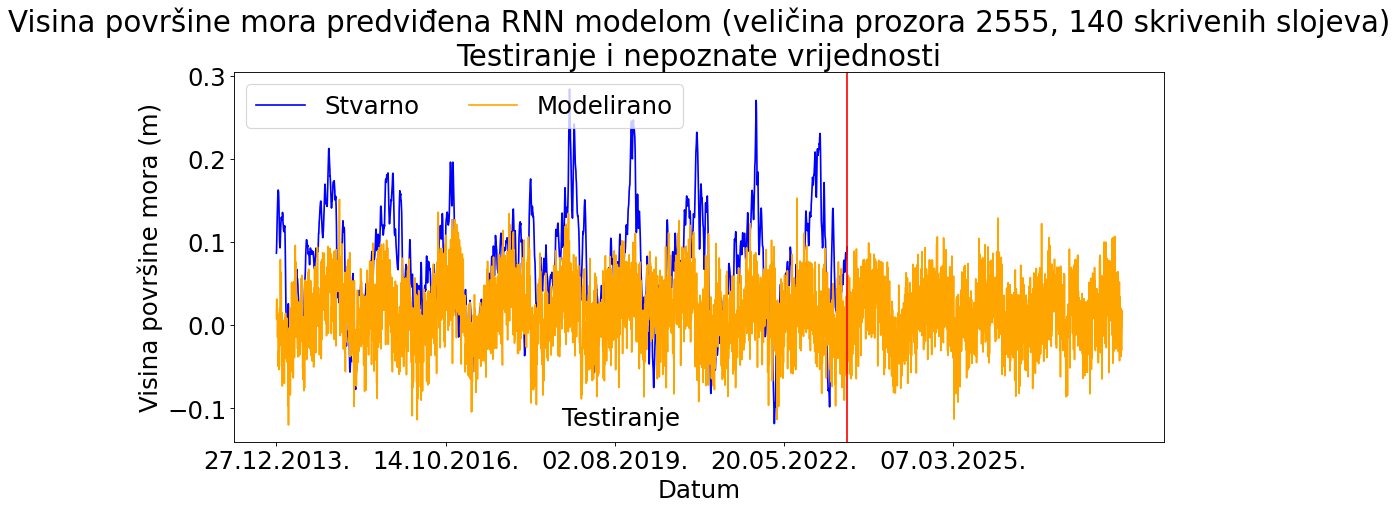 Visina površine mora predviđena RNN modelom (veličina prozora 2555, 140 skrivenih slojeva)
Testiranje i nepoznate vrijednosti
Stvarno
Modelirano
Visina površine mora (m)
0.3
0.2
0.1
0.0
−0.1
Testiranje
27.12.2013.
14.10.2016.
02.08.2019.
20.05.2022.
07.03.2025.
Datum